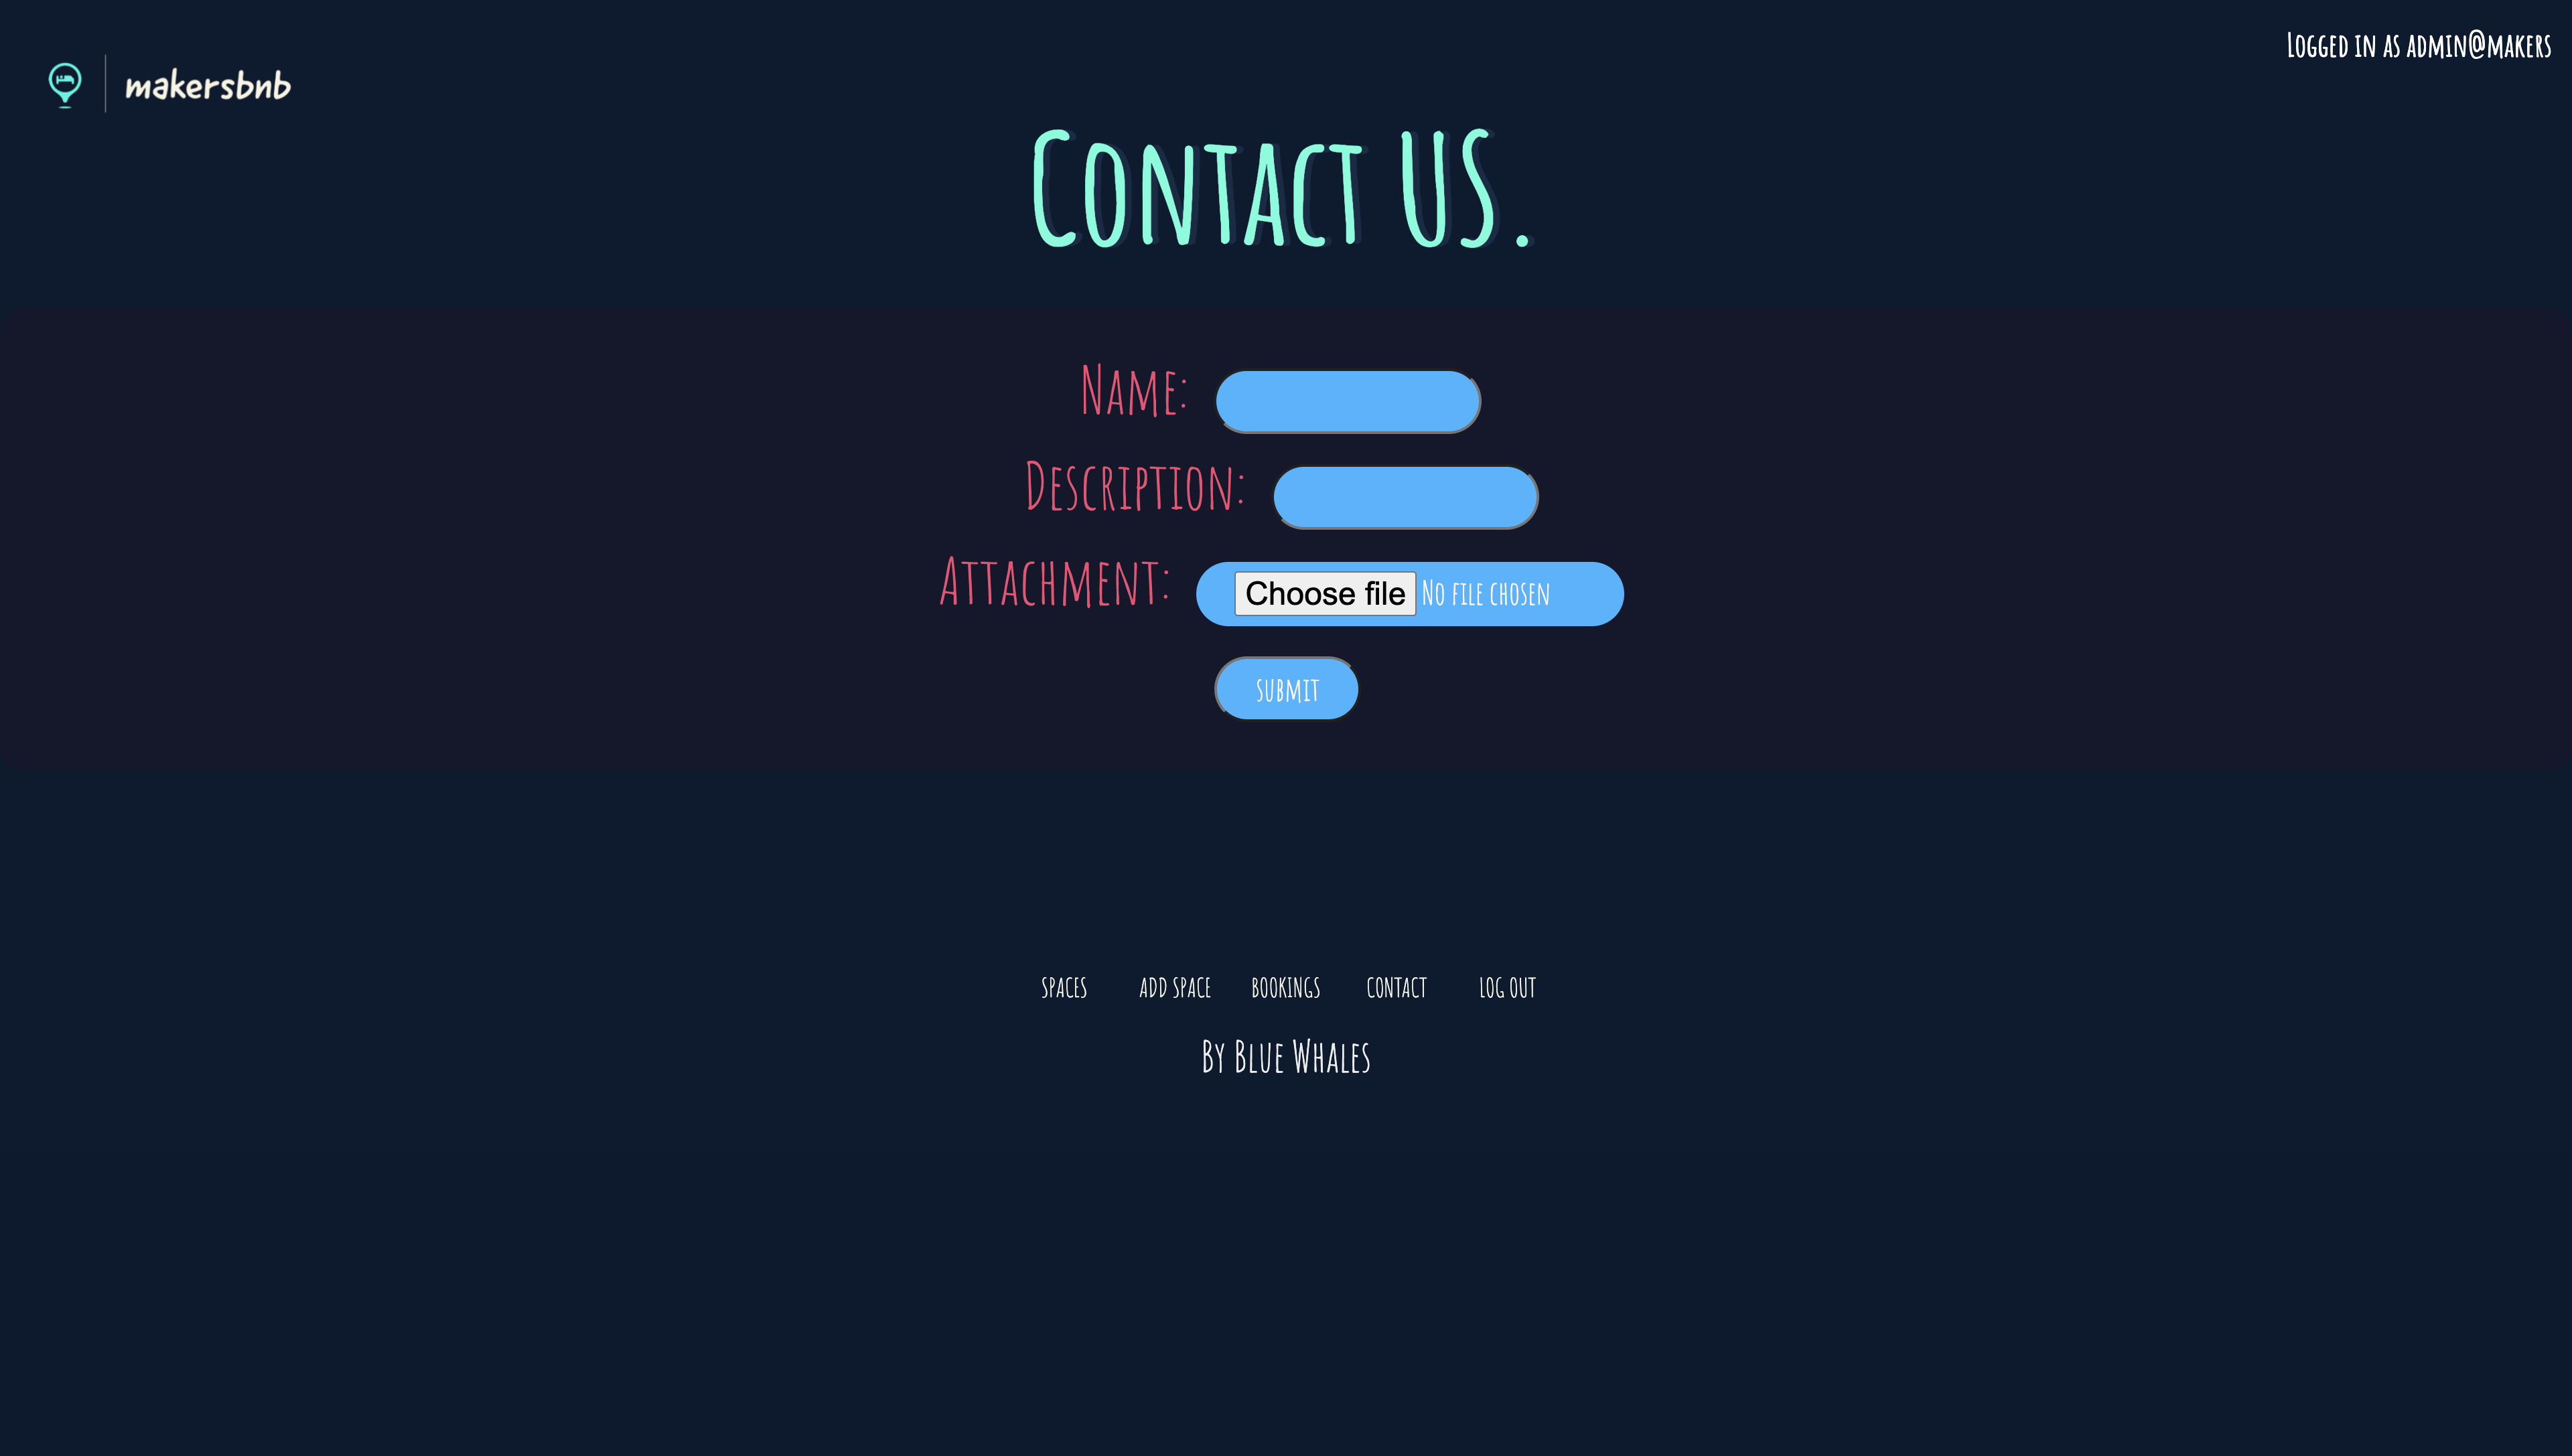 Logged in as admin@makers
makersbnb
Contact US.
Name:
Description:
Attachment: Choose file No file chosen
submit
SPACES ADD SPACE BOOKINGS CONTACT LOG OUT
By Blue Whales